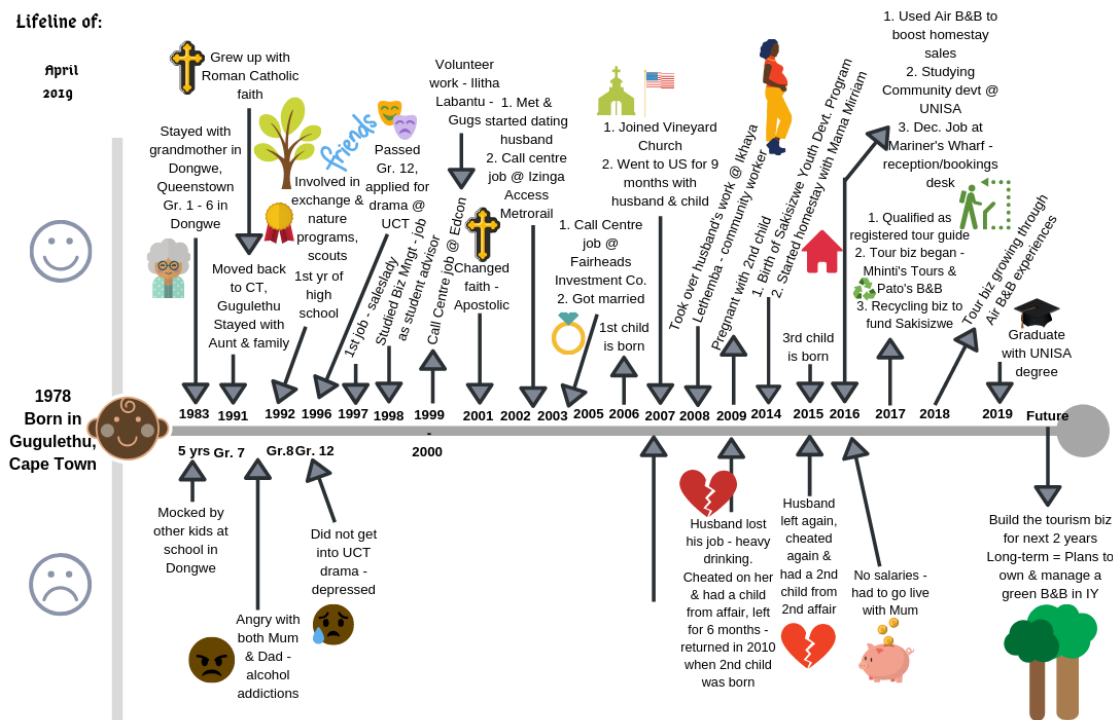 Lifeline of:
April
2019
Grew up with
Roman Catholic
faith
Stayed with
grandmother in
Dongwe,
Queenstown
Gr. 1 - 6 in
Dongwe
Moved back
to CT,
Gugulethu
Stayed with
Aunt & family
Involved in
exchange &
nature
programs,
scouts
1st yr of
high
school
friends
Passed
Gr. 12,
applied for
drama @
UCT
1st job - saleslady
Studied Biz Mngt - job
as student advisor
Call Centre job @ Edcon
Volunteer
work - Ilitha
Labantu -
Gugs
Changed
faith -
Apostolic
1. Met &
started dating
husband
2. Call centre
job @ Izinga
Access
Metrorail
1. Call Centre
job @
Fairheads
Investment Co.
2. Got married
1st child
is born
1. Joined Vineyard
Church
2. Went to US for 9
months with
husband & child
Took over husband's work @ Ikhaya
Lethemba - community worker
Pregnant with 2nd child
1. Birth of Sakisizwe Youth Devt. Program
2. Started homestay with Mama Mirriam
3rd child
is born
1. Used Air B&B to
boost homestay
sales
2. Studying
Community devt @
UNISA
3. Dec. Job at
Mariner's Wharf -
reception/bookings
desk
1. Qualified as
registered tour guide
2. Tour biz began -
Mhinti's Tours &
Pato's B&B
3. Recycling biz to
fund Sakisizwe
Tour biz growing through
Air B&B experiences
Graduate
with UNISA
degree
1978
Born in
Gugulethu,
Cape Town
1983 1991 1992 1996 1997 1998 1999 2001 2002 2003 2005 2006 2007 2008 2009 2014 2015 2016 2017 2018 2019 Future
5 yrs Gr. 7 Gr.8 Gr. 12 2000
Mocked by
other kids at
school in
Dongwe
Angry with
both Mum
& Dad -
alcohol
addictions
Did not get
into UCT
drama -
depressed
Husband lost
his job - heavy
drinking.
Cheated on her
& had a child
from affair, left
for 6 months -
returned in 2010
when 2nd child
was born
Husband
left again,
cheated
again &
had a 2nd
child from
2nd affair
No salaries -
had to go live
with Mum
Build the tourism biz
for next 2 years
Long-term = Plans to
own & manage a
green B&B in IY